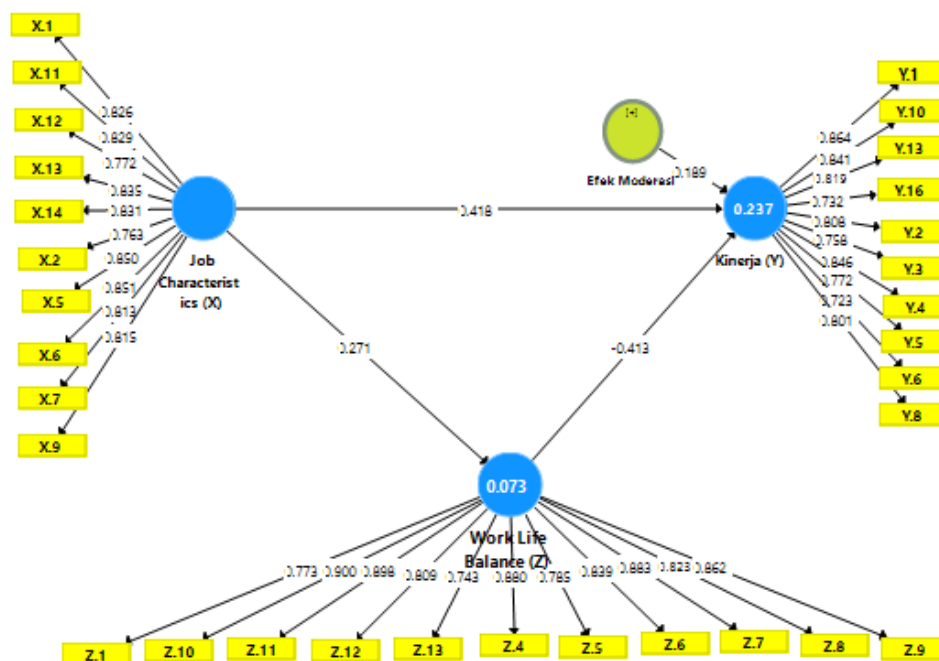 X.1
X.11
X.12
X.13
X.14
X.2
X.5
X.6
X.7
X.9
0.826
0.829
0.772
0.835
0.831
0.763
0.850
0.851
0.813
0.815
Job
Characterist
ics (X)
0.418
0.271
[+]
Efek Moderasi
0.189
0.237
Kinerja (Y)
-0.413
0.864
0.841
0.819
0.732
0.808
0.758
0.846
0.772
0.723
0.801
Y.1
Y.10
Y.13
Y.16
Y.2
Y.3
Y.4
Y.5
Y.6
Y.8
0.073
Work Life
Balance (Z)
0.773
0.900
0.898
0.809
0.743
0.880
0.785
0.839
0.883
0.823
0.862
Z.1
Z.10
Z.11
Z.12
Z.13
Z.4
Z.5
Z.6
Z.7
Z.8
Z.9